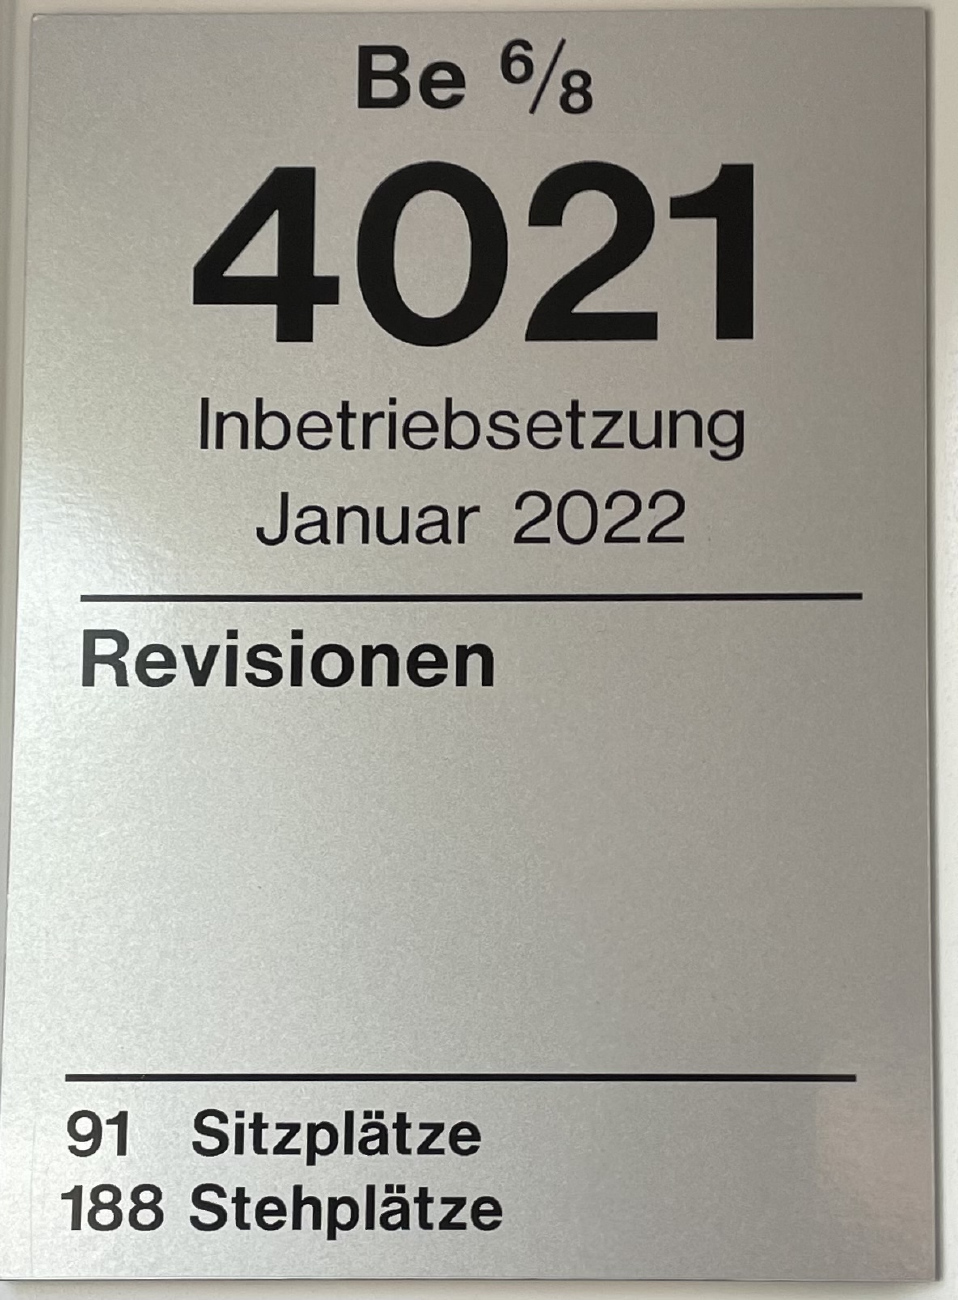 Be 6/8
4021
Inbetriebsetzung
Januar 2022
Revisionen
91 Sitzplätze
188 Stehplätze